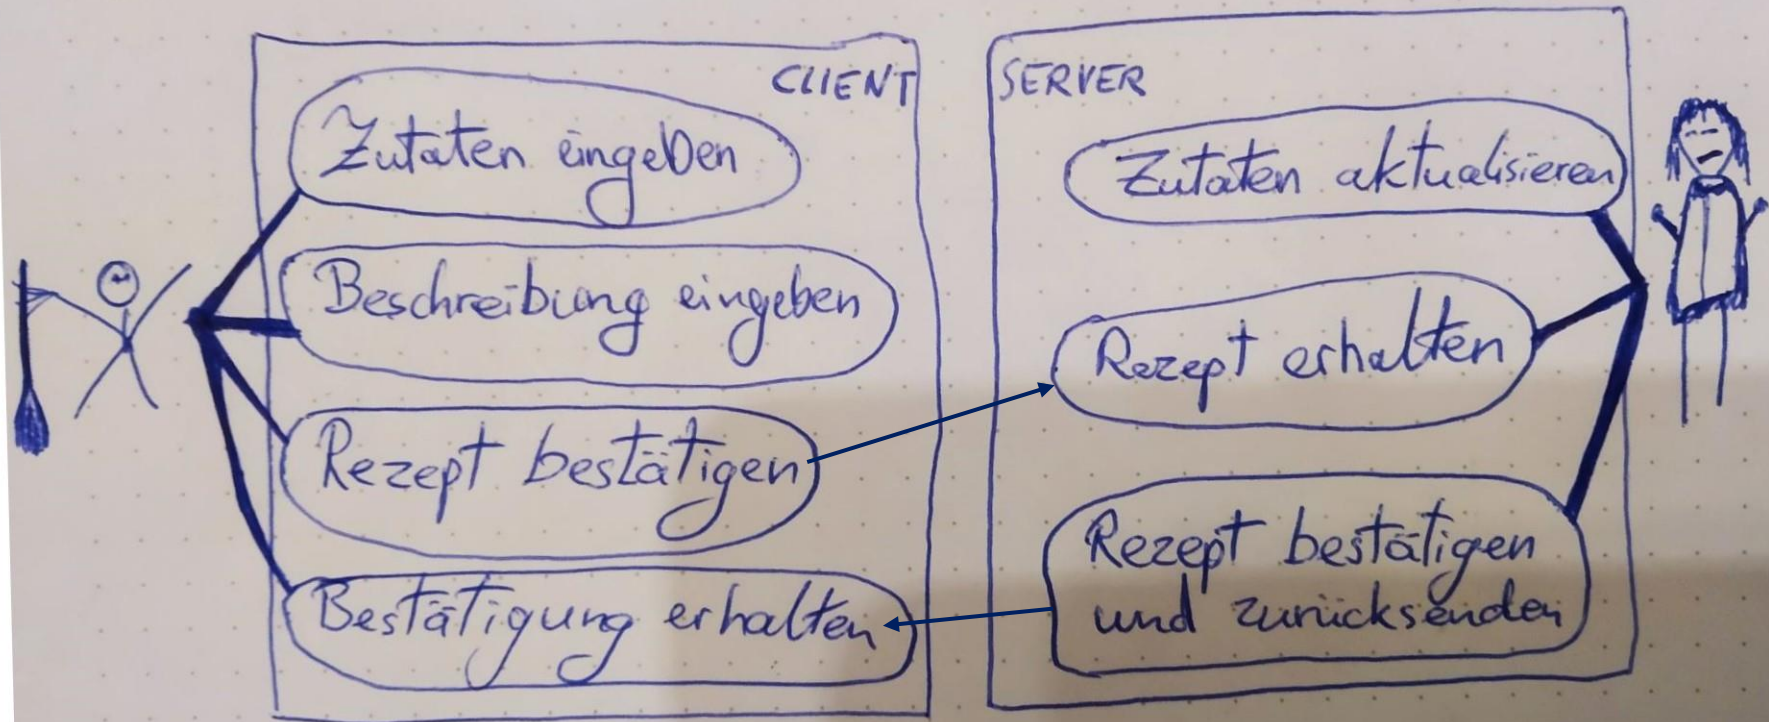 CLIENT
Zutaten eingeben
Beschreibung eingeben
Rezept bestätigen
Bestätigung erhalten
SERVER
Zutaten aktualisieren
Rezept erhalten
Rezept bestätigen
und zurücksenden